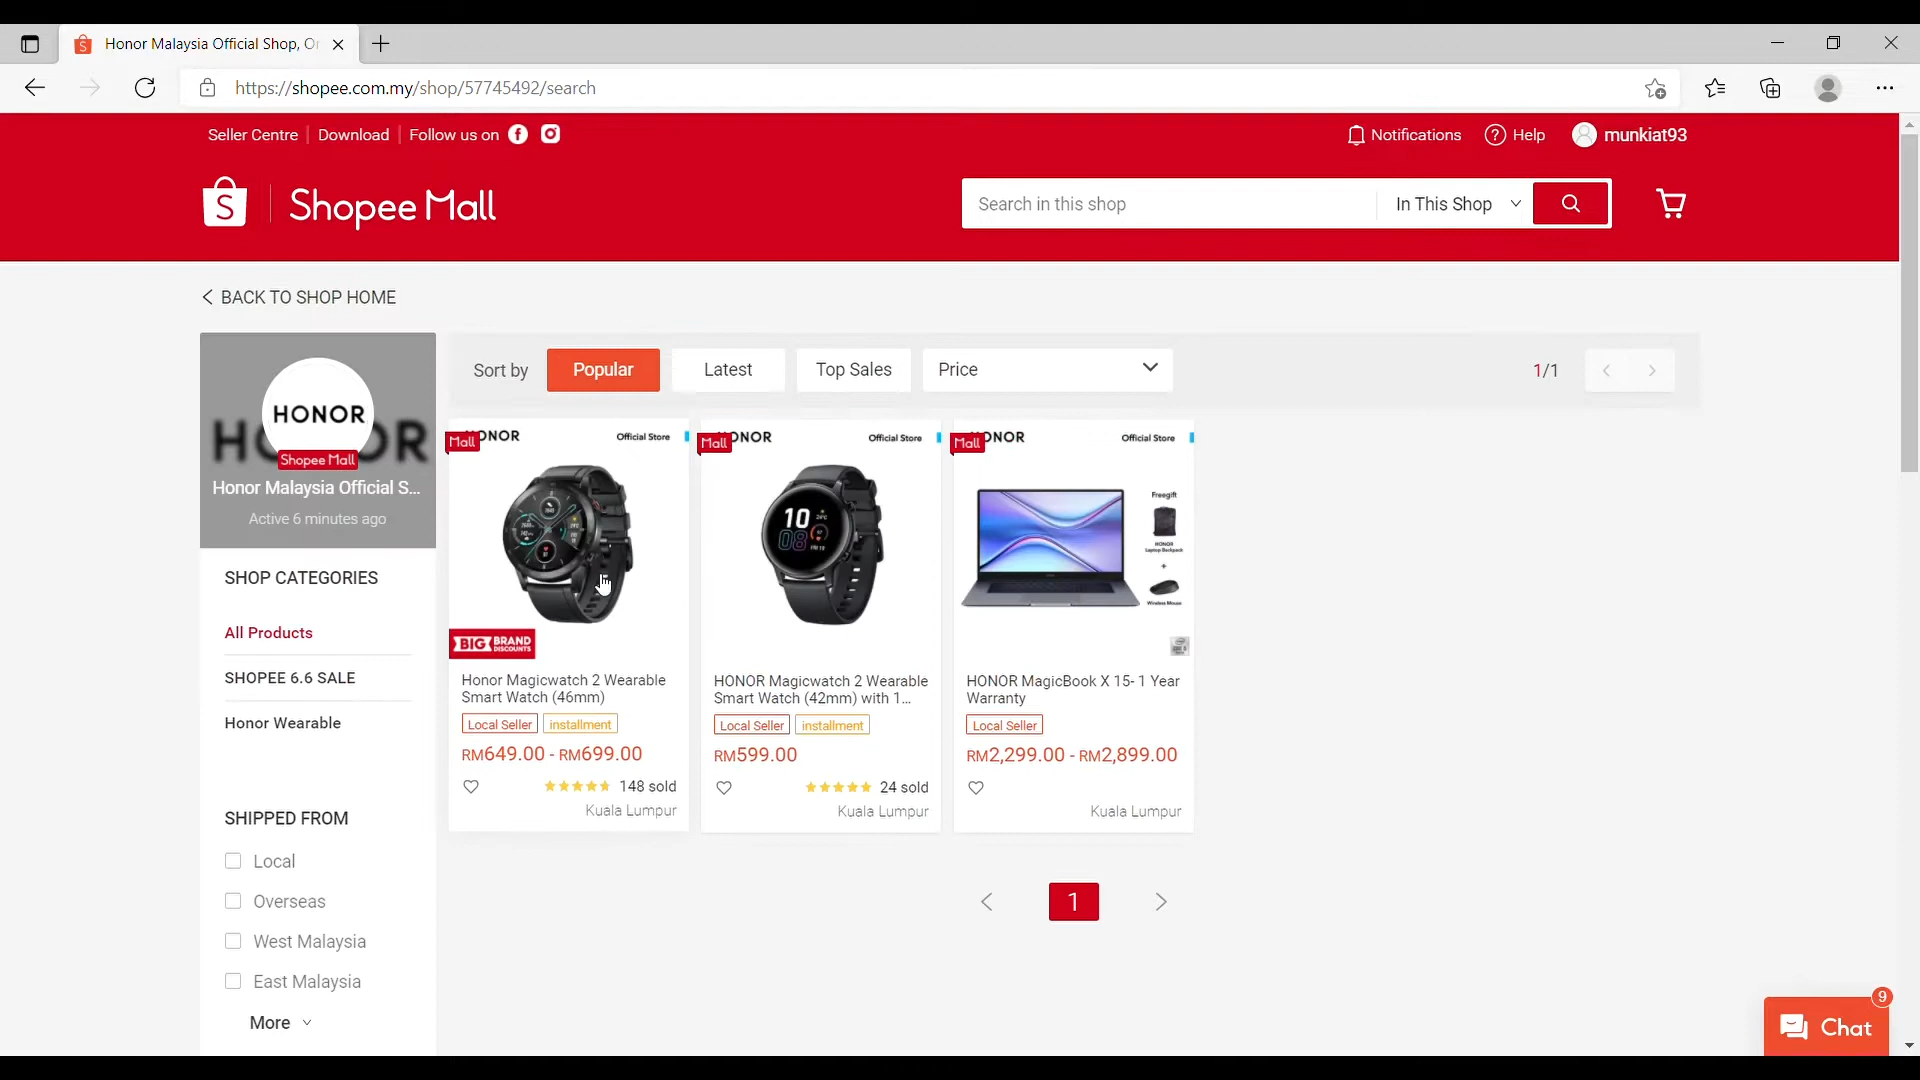 Honor Malaysia Official Shop, O
https://shopee.com.my/shop/57745492/search
Seller Centre
Download
Follow us on
Notifications
Help
munkiat93
Shopee Mall
Search in this shop
In This Shop
BACK TO SHOP HOME
HONOR
Shopee Mall
Honor Malaysia Official S...
Active 6 minutes ago
Sort by
Popular
Latest
Top Sales
Price
1/1
SHOP CATEGORIES
All Products
SHOPEE 6.6 SALE
Honor Wearable
SHIPPED FROM
Local
Overseas
West Malaysia
East Malaysia
More
Mall
Official Store
BIG BRAND DISCOUNTS
Honor Magicwatch 2 Wearable
Smart Watch (46mm)
Local Seller
installment
RM649.00 - RM699.00
148 sold
Kuala Lumpur
Mall
Official Store
10
08
HONOR Magicwatch 2 Wearable
Smart Watch (42mm) with 1...
Local Seller
installment
RM599.00
24 sold
Kuala Lumpur
Mall
Official Store
Freegift
HONOR
Laptop Backpack
+
Wireless Mouse
HONOR MagicBook X 15- 1 Year
Warranty
Local Seller
RM2,299.00 - RM2,899.00
Kuala Lumpur
1
9
Chat